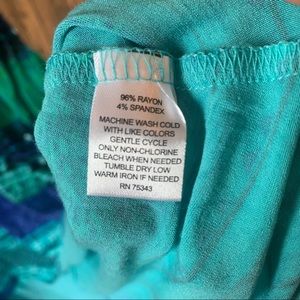 96% RAYON
4% SPANDEX
MACHINE WASH COLD
WITH LIKE COLORS
GENTLE CYCLE
ONLY NON-CHLORINE
BLEACH WHEN NEEDED
TUMBLE DRY LOW
WARM IRON IF NEEDED
RN 75343